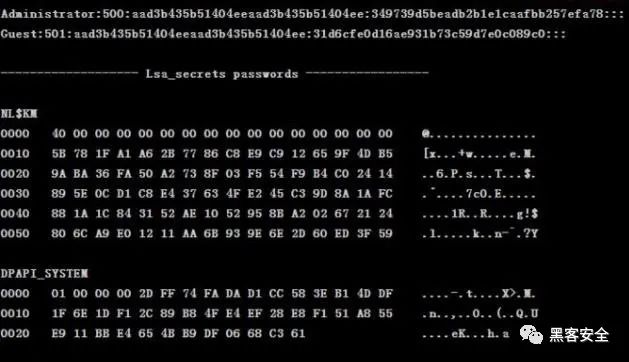 Administrator:500:aad3b435b51404eeaad3b435b51404ee:349739d5beadb2b1e1caafbb257efa78:::
Guest:501:aad3b435b51404eeaad3b435b51404ee:31d6cfe0d16ae931b73c59d7e0c089c0:::
------------------ Lsa_secrets passwords ----------------
NL$KM
0000 40 00 00 00 00 00 00 00 00 00 00 00 00 00 00 00 @...............
0010 5B 78 1F A1 A6 2B 77 86 C8 E9 C9 12 65 9F 4D B5 [x...+w.....e.M.
0020 9A BA 36 FA 50 A2 73 8F 03 F5 54 F9 B4 C0 24 14 ..6.P.s...T...$.
0030 89 5E 0C D1 C8 E4 37 63 4F E2 45 C3 9D 8A 1A FC .^....7cO.E.....
0040 88 1A 1C 84 31 52 AE 10 52 95 8B A2 02 67 21 24 ....1R..R....g!$
0050 80 6C A9 E0 12 11 AA 6B 93 9E 6E 2D 60 ED 3F 59 .l.....k..n-`.?Y
DPAPI_SYSTEM
0000 01 00 00 00 2D FF 74 FA DA D1 CC 58 3E B1 4D DF ....-.t....X>.M.
0010 1F 6E 1D F1 2C 89 B8 4F E4 EF 28 E8 F1 51 A8 55 .n..,..O..(..Q.U
0020 E9 11 BB E4 65 4B B9 DF 06 68 C3 61 ....eK...h.a
黑客安全